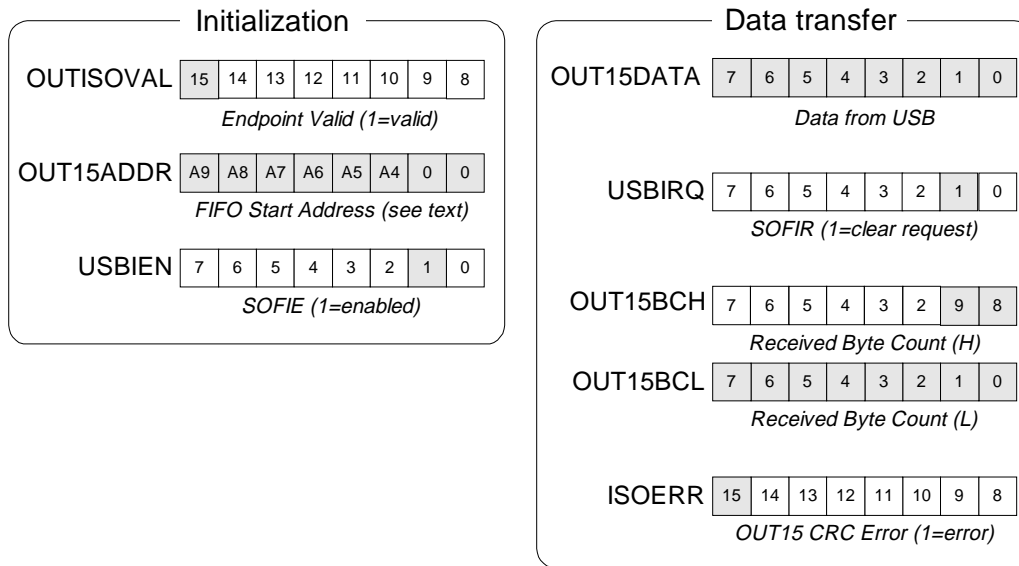 Initialization
OUTISOVAL 15 14 13 12 11 10 9 8
Endpoint Valid (1=valid)
OUT15ADDR A9 A8 A7 A6 A5 A4 0 0
FIFO Start Address (see text)
USBIEN 7 6 5 4 3 2 1 0
SOFIE (1=enabled)
Data transfer
OUT15DATA 7 6 5 4 3 2 1 0
Data from USB
USBIRQ 7 6 5 4 3 2 1 0
SOFIR (1=clear request)
OUT15BCH 7 6 5 4 3 2 9 8
Received Byte Count (H)
OUT15BCL 7 6 5 4 3 2 1 0
Received Byte Count (L)
ISOERR 15 14 13 12 11 10 9 8
OUT15 CRC Error (1=error)